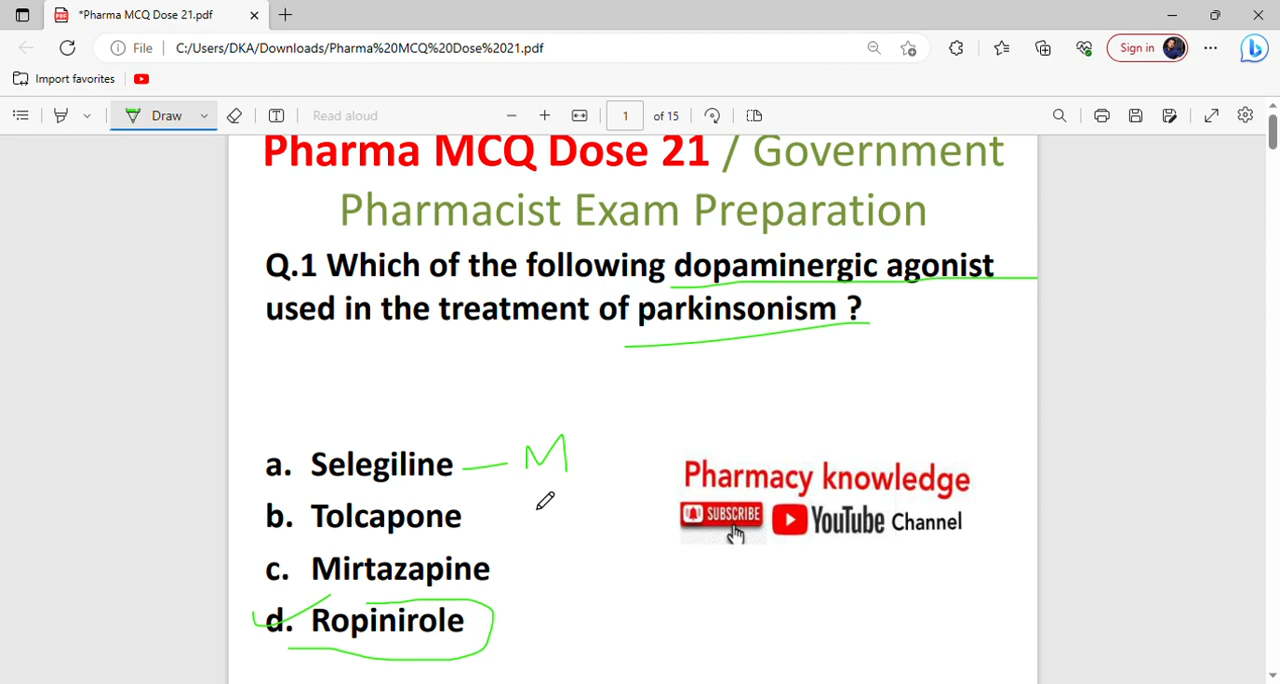 *Pharma MCQ Dose 21.pdf
File
C:/Users/DKA/Downloads/Pharma%20MCQ%20Dose%2021.pdf
Sign in
Import favorites
Draw
Read aloud
1
of 15
Pharma MCQ Dose 21 / Government
Pharmacist Exam Preparation
Q.1 Which of the following dopaminergic agonist
used in the treatment of parkinsonism ?
a. Selegiline — M
b. Tolcapone
c. Mirtazapine
d. Ropinirole
Pharmacy knowledge
SUBSCRIBE YouTube Channel